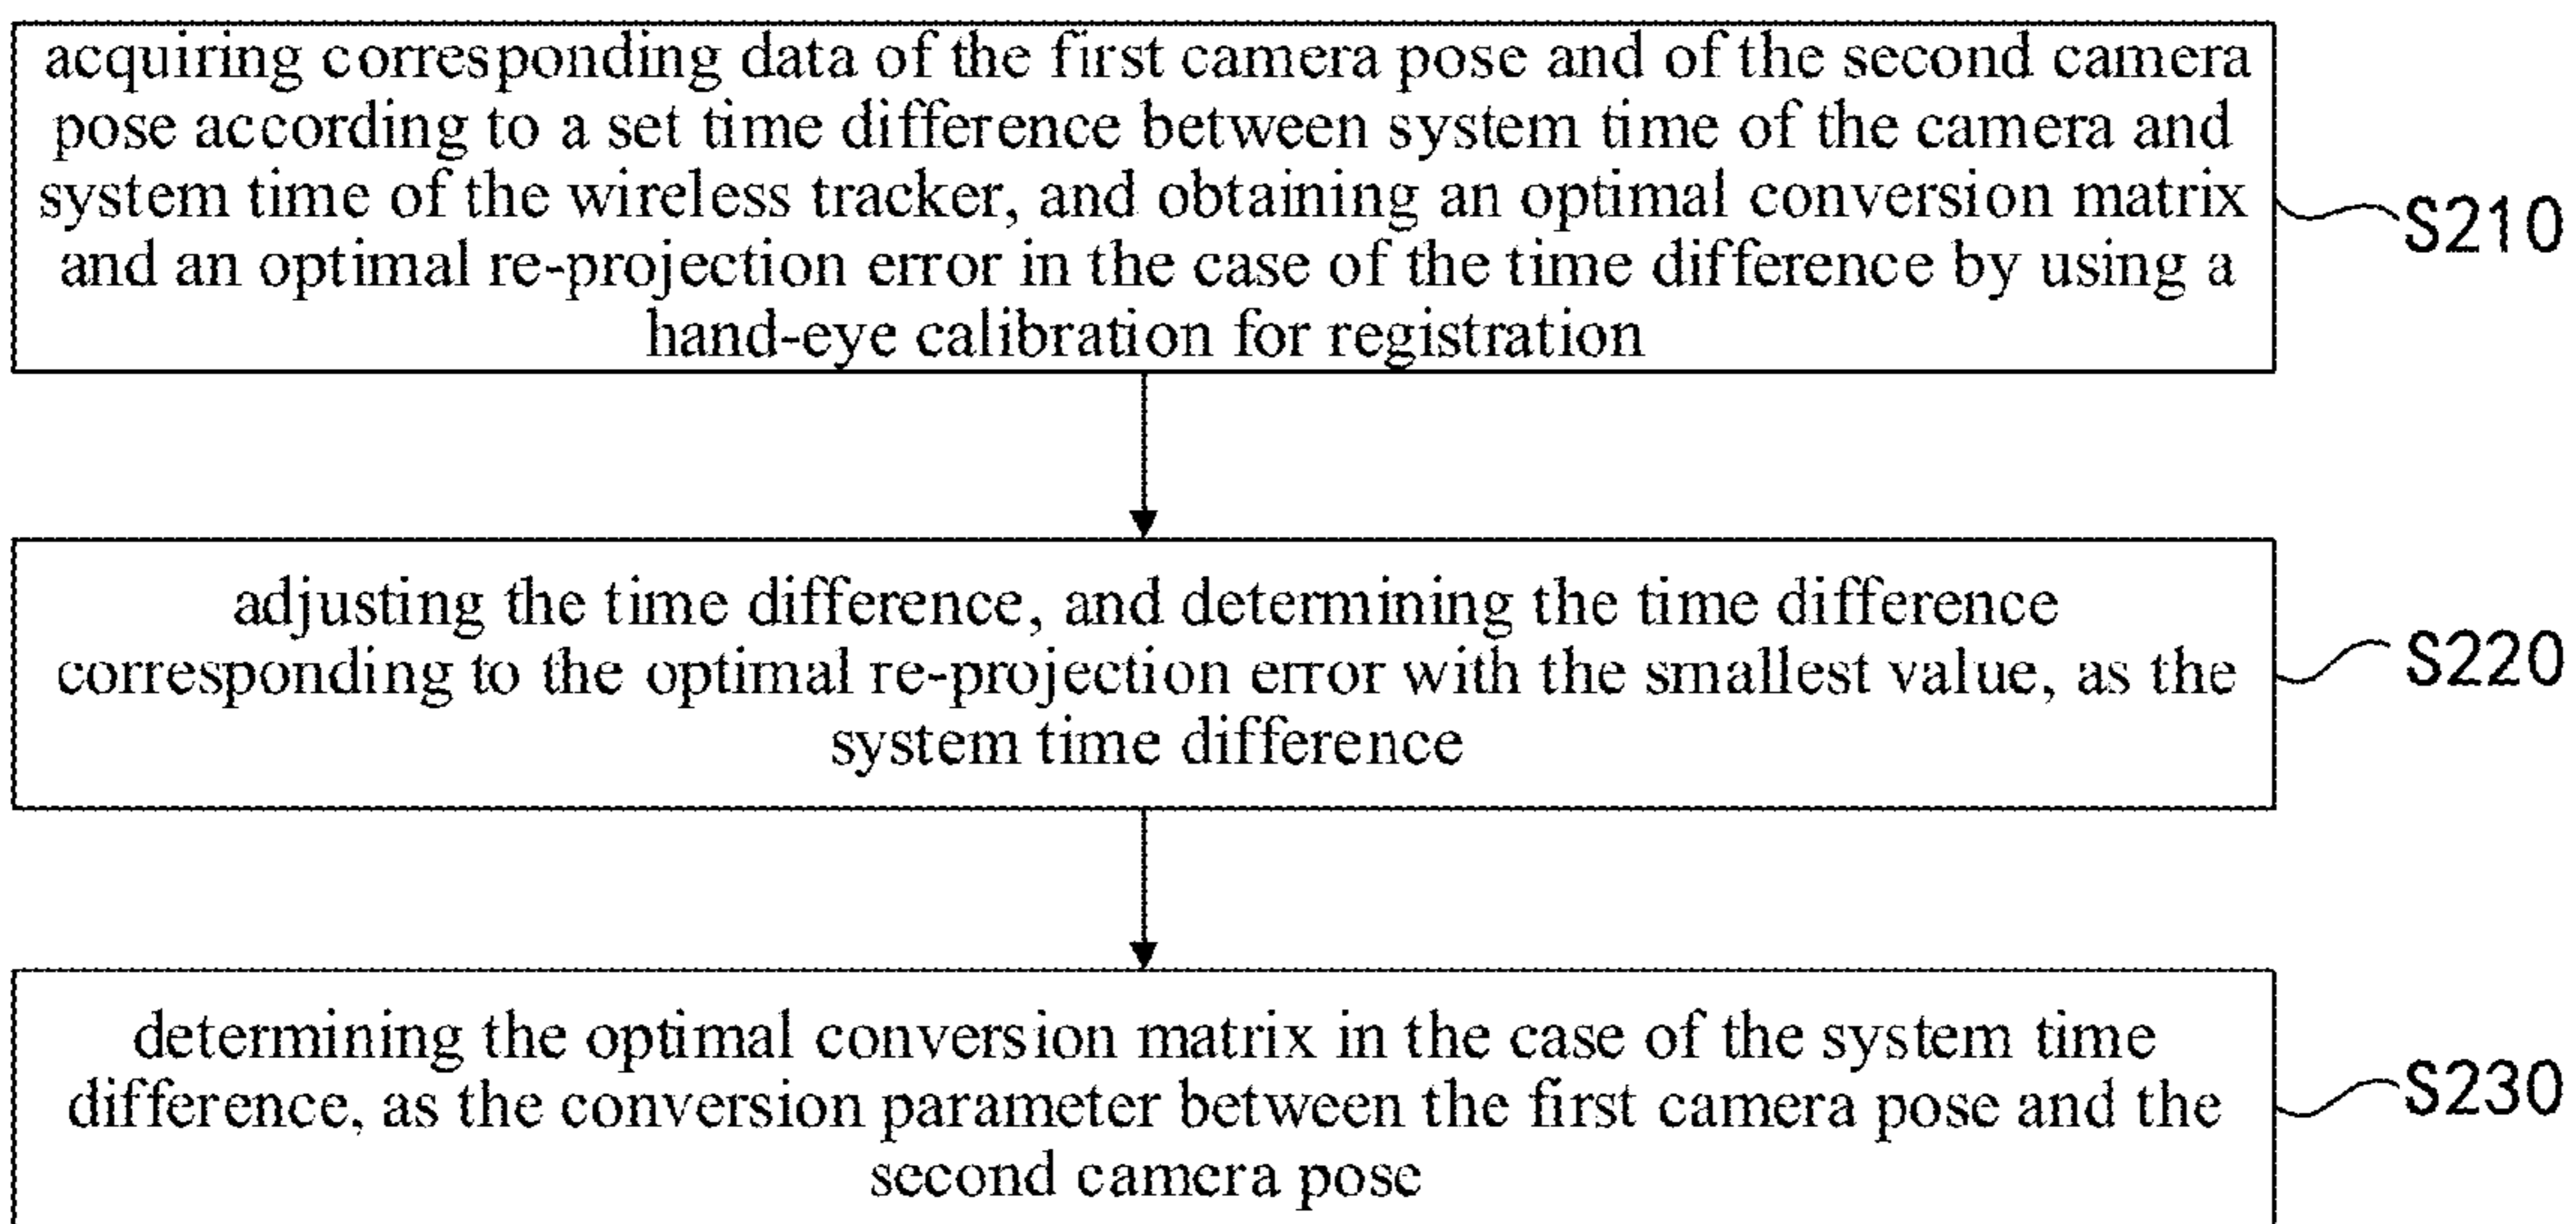 acquiring corresponding data of the first camera pose and of the second camera
pose according to a set time difference between system time of the camera and
system time of the wireless tracker, and obtaining an optimal conversion matrix
and an optimal re-projection error in the case of the time difference by using a
hand-eye calibration for registration
S210
adjusting the time difference, and determining the time difference
corresponding to the optimal re-projection error with the smallest value, as the
system time difference
S220
determining the optimal conversion matrix in the case of the system time
difference, as the conversion parameter between the first camera pose and the
second camera pose
S230